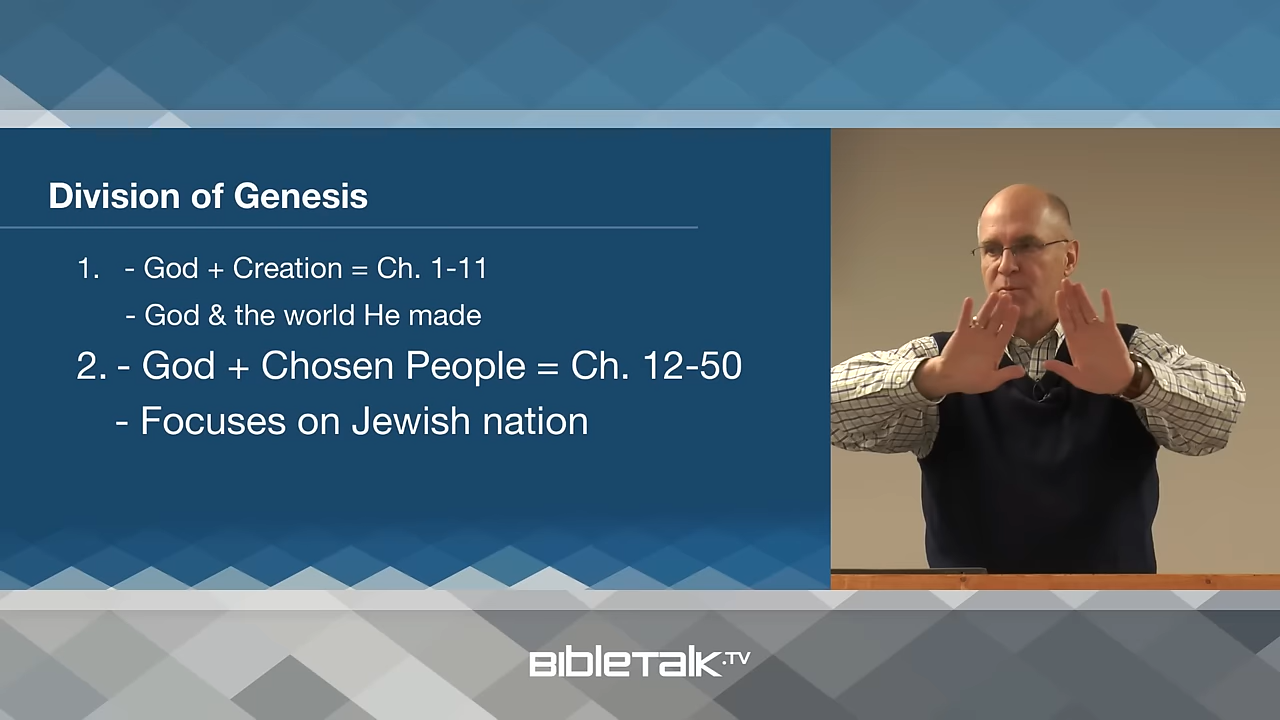 Division of Genesis
1. - God + Creation = Ch. 1-11
- God & the world He made
2. - God + Chosen People = Ch. 12-50
- Focuses on Jewish nation
BIBLETALK.TV